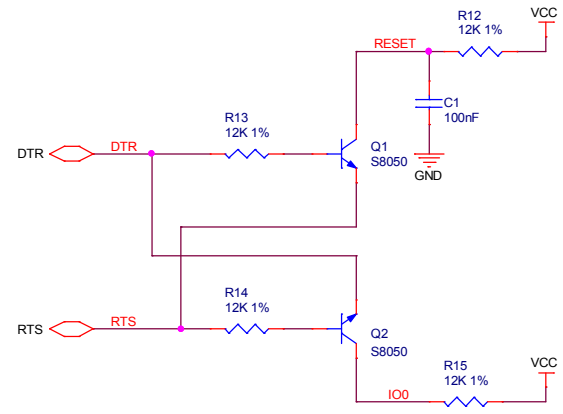 VCC
R12
12K 1%
RESET
C1
100nF
GND
R13
12K 1%
Q1
S8050
DTR
DTR
R14
12K 1%
Q2
S8050
RTS
RTS
R15
12K 1%
VCC
IO0